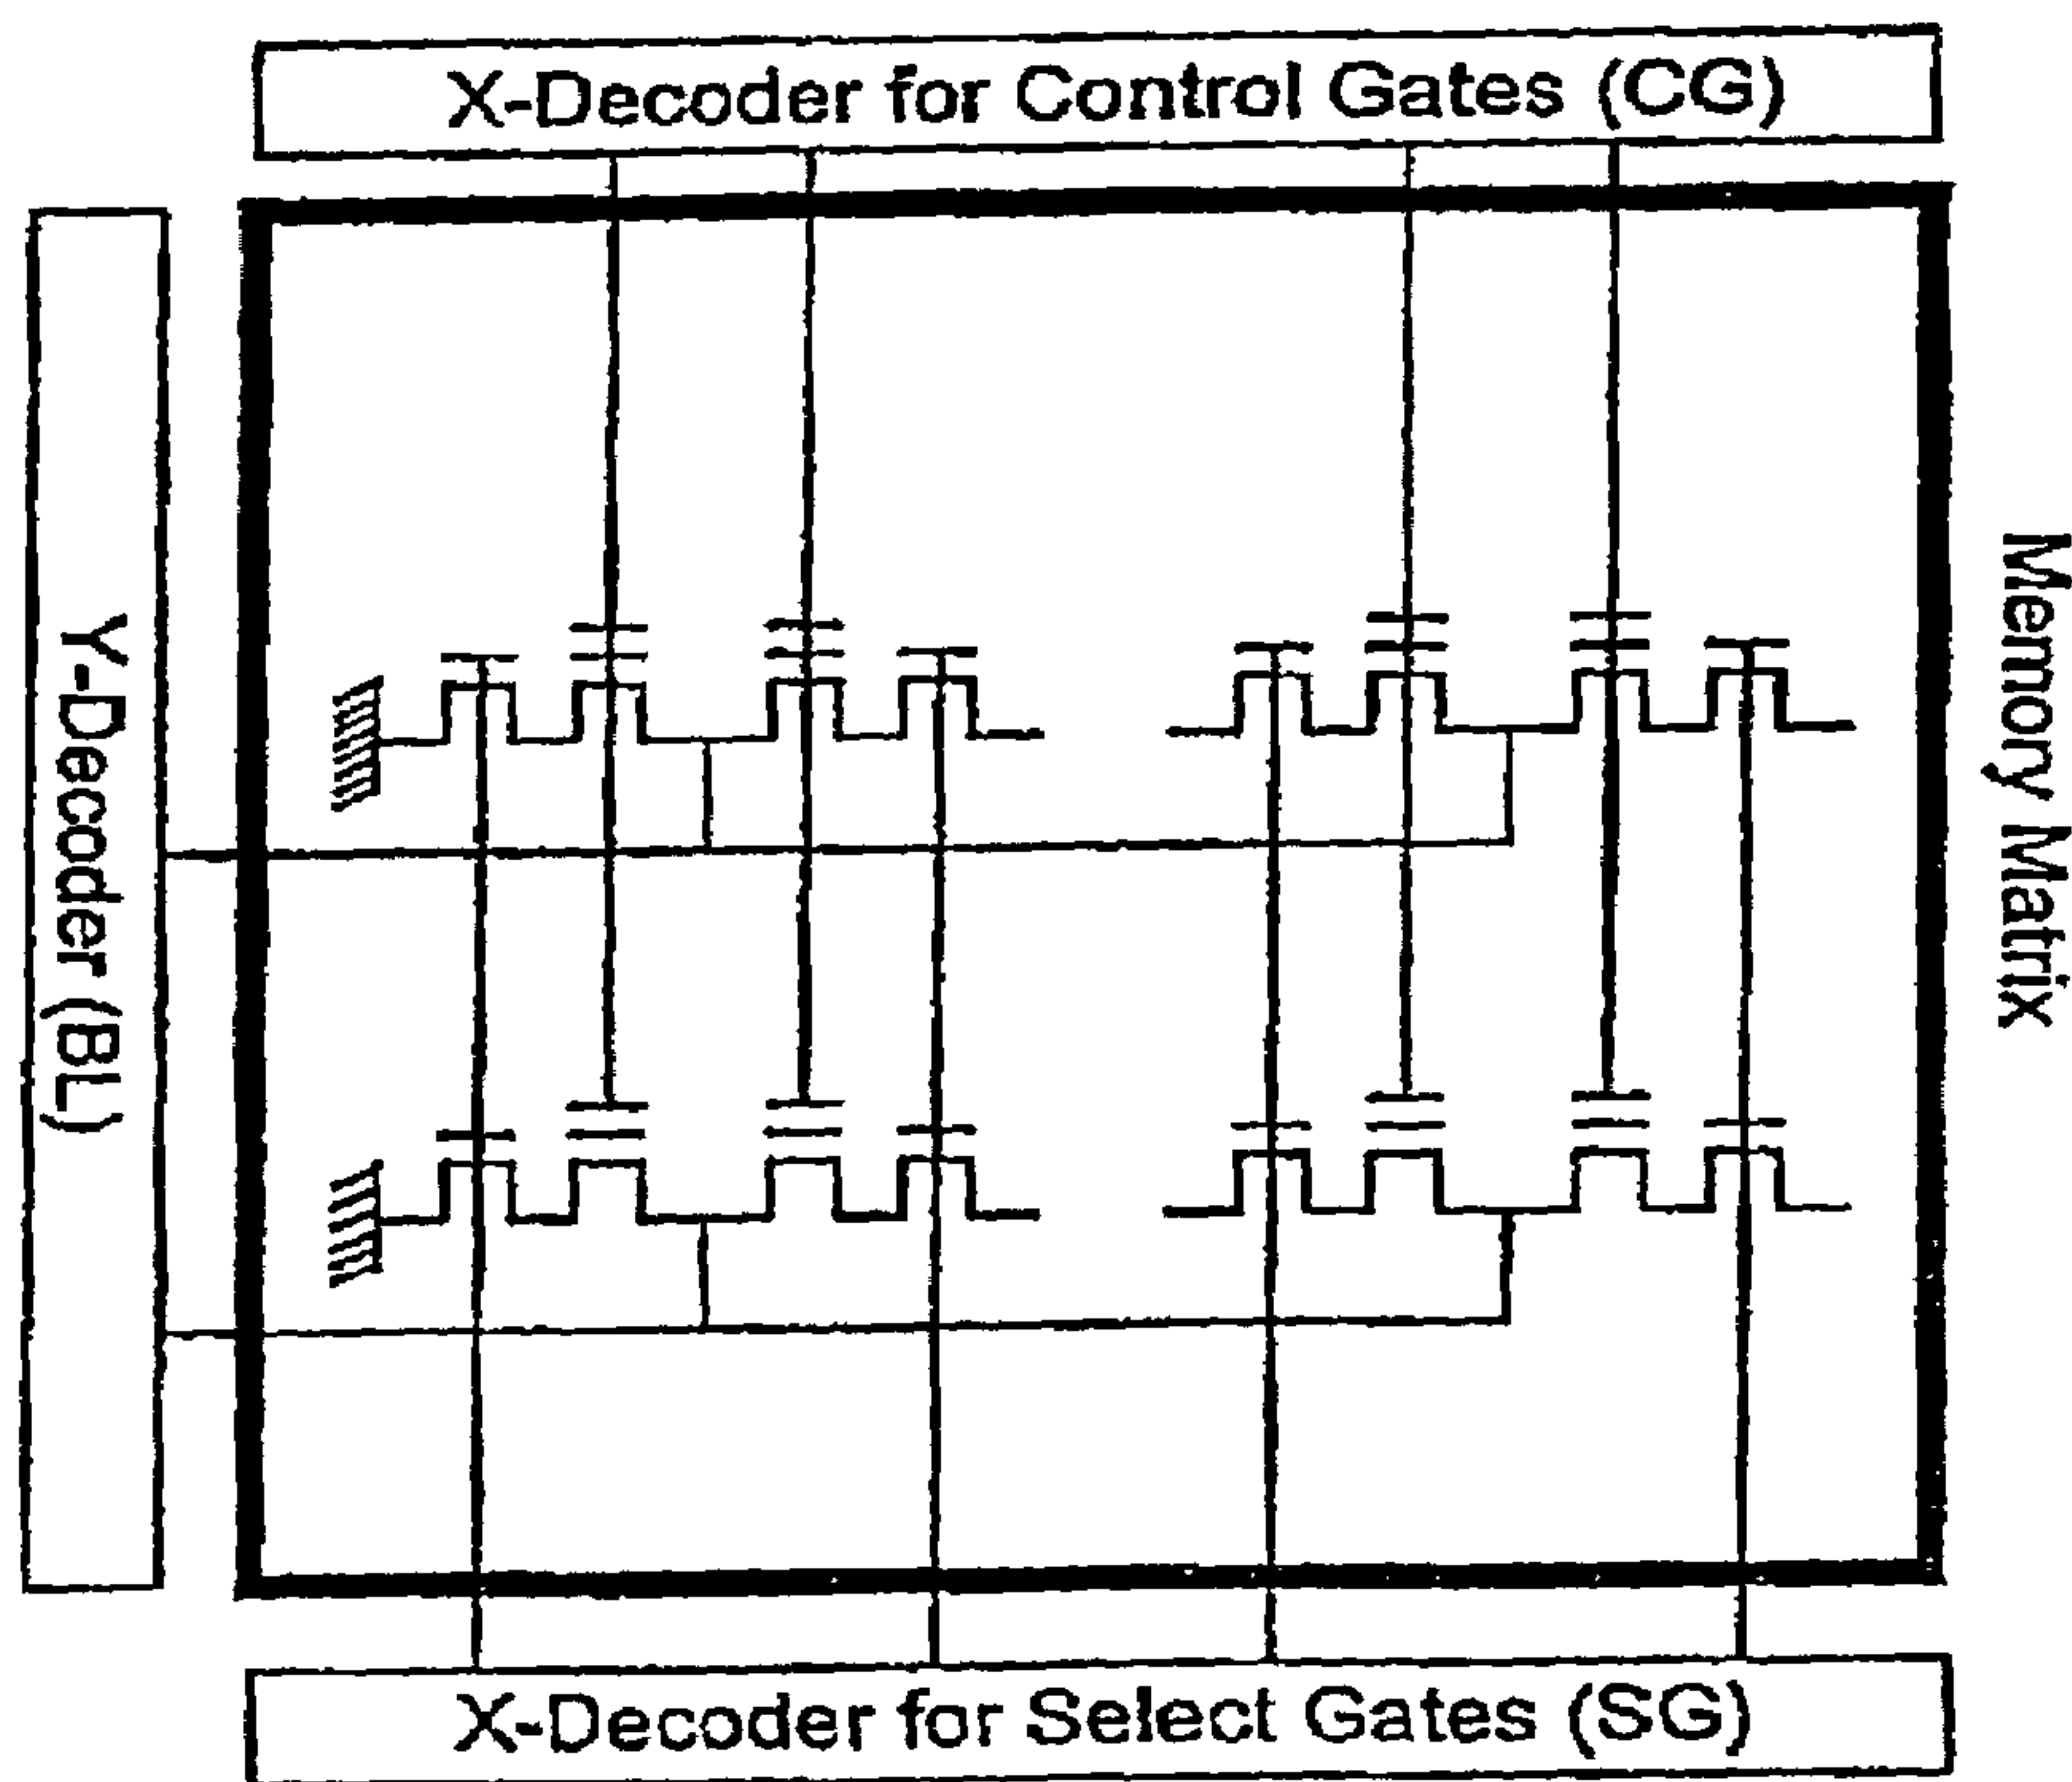 X-Decoder for Control Gates (CG)
Y-Decoder (BL)
Memory Matrix
X-Decoder for Select Gates (SG)